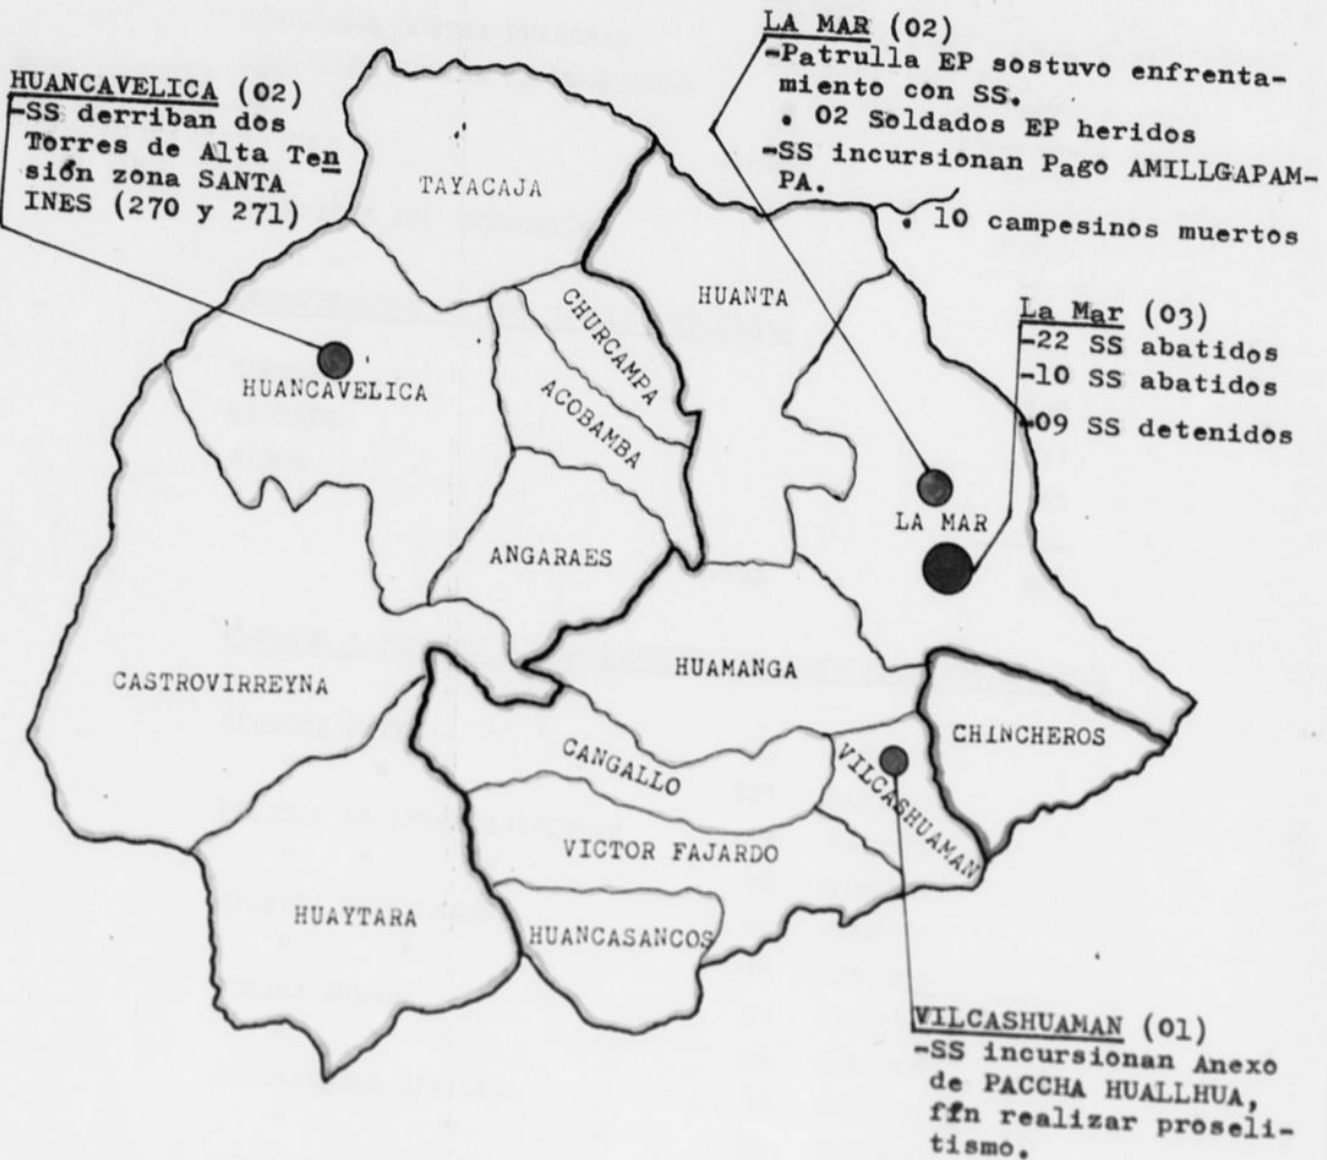 HUANCAVELICA (02)
-SS derriban dos
Torres de Alta Ten
sión zona SANTA
INES (270 y 271)
LA MAR (02)
-Patrulla EP sostuvo enfrenta-
miento con SS.
. 02 Soldados EP heridos
-SS incursionan Pago AMILLGAPAM-
PA.
. 10 campesinos muertos
La Mar (03)
-22 SS abatidos
-10 SS abatidos
-09 SS detenidos
TAYACAJA
HUANTA
CHURCAMPA
ACOBAMBA
HUANCAVELICA
ANGARAES
LA MAR
CASTROVIRREYNA
HUAMANGA
CHINCHEROS
CANGALLO
VILCASHUAMAN
VICTOR FAJARDO
HUAYTARA
HUANCASANCOS
VILCASHUAMAN (01)
-SS incursionan Anexo
de PACCHA HUALLHUA,
ffn realizar proseli-
tismo.